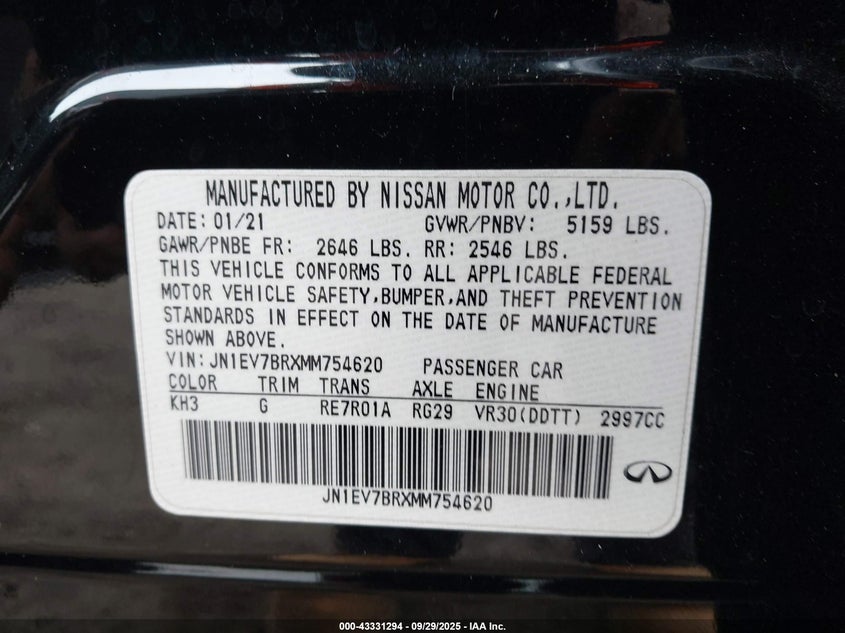 MANUFACTURED BY NISSAN MOTOR CO.,LTD.
DATE: 01/21 GVWR/PNBV: 5159 LBS.
GAWR/PNBE FR: 2646 LBS. RR: 2546 LBS.
THIS VEHICLE CONFORMS TO ALL APPLICABLE FEDERAL
MOTOR VEHICLE SAFETY,BUMPER,AND THEFT PREVENTION
STANDARDS IN EFFECT ON THE DATE OF MANUFACTURE
SHOWN ABOVE.
VIN:JN1EV7BRXMM754620 PASSENGER CAR
COLOR TRIM TRANS AXLE ENGINE
KH3 G RE7R01A RG29 VR30(DDTT) 2997CC
JN1EV7BRXMM754620
000-43331294 - 09/29/2025 - IAA Inc.